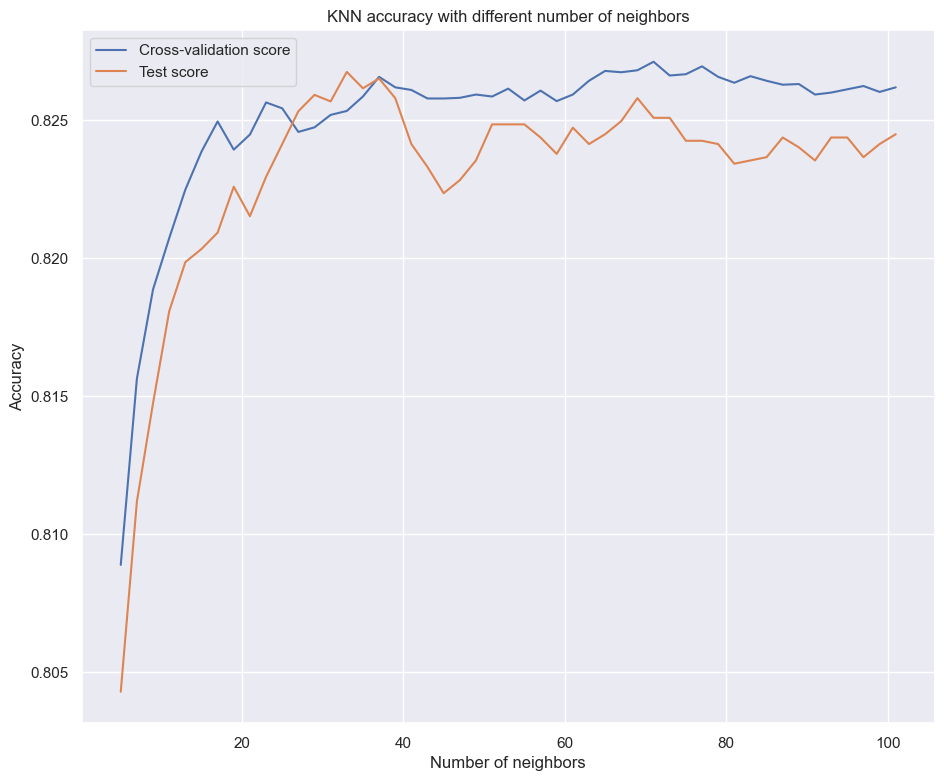 KNN accuracy with different number of neighbors
Cross-validation score
Test score
0.825
0.820
0.815
0.810
0.805
Accuracy
20 40 60 80 100
Number of neighbors